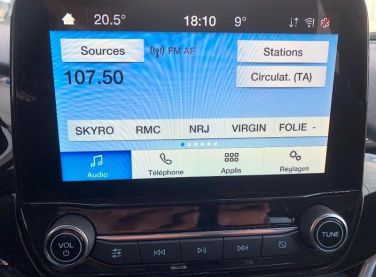 20.5° 18:10 9°
Sources FM AF Stations
107.50 Circulat. (TA)
SKYRO RMC NRJ VIRGIN FOLIE -
Audio Téléphone Applis Réglages
VOL TUNE